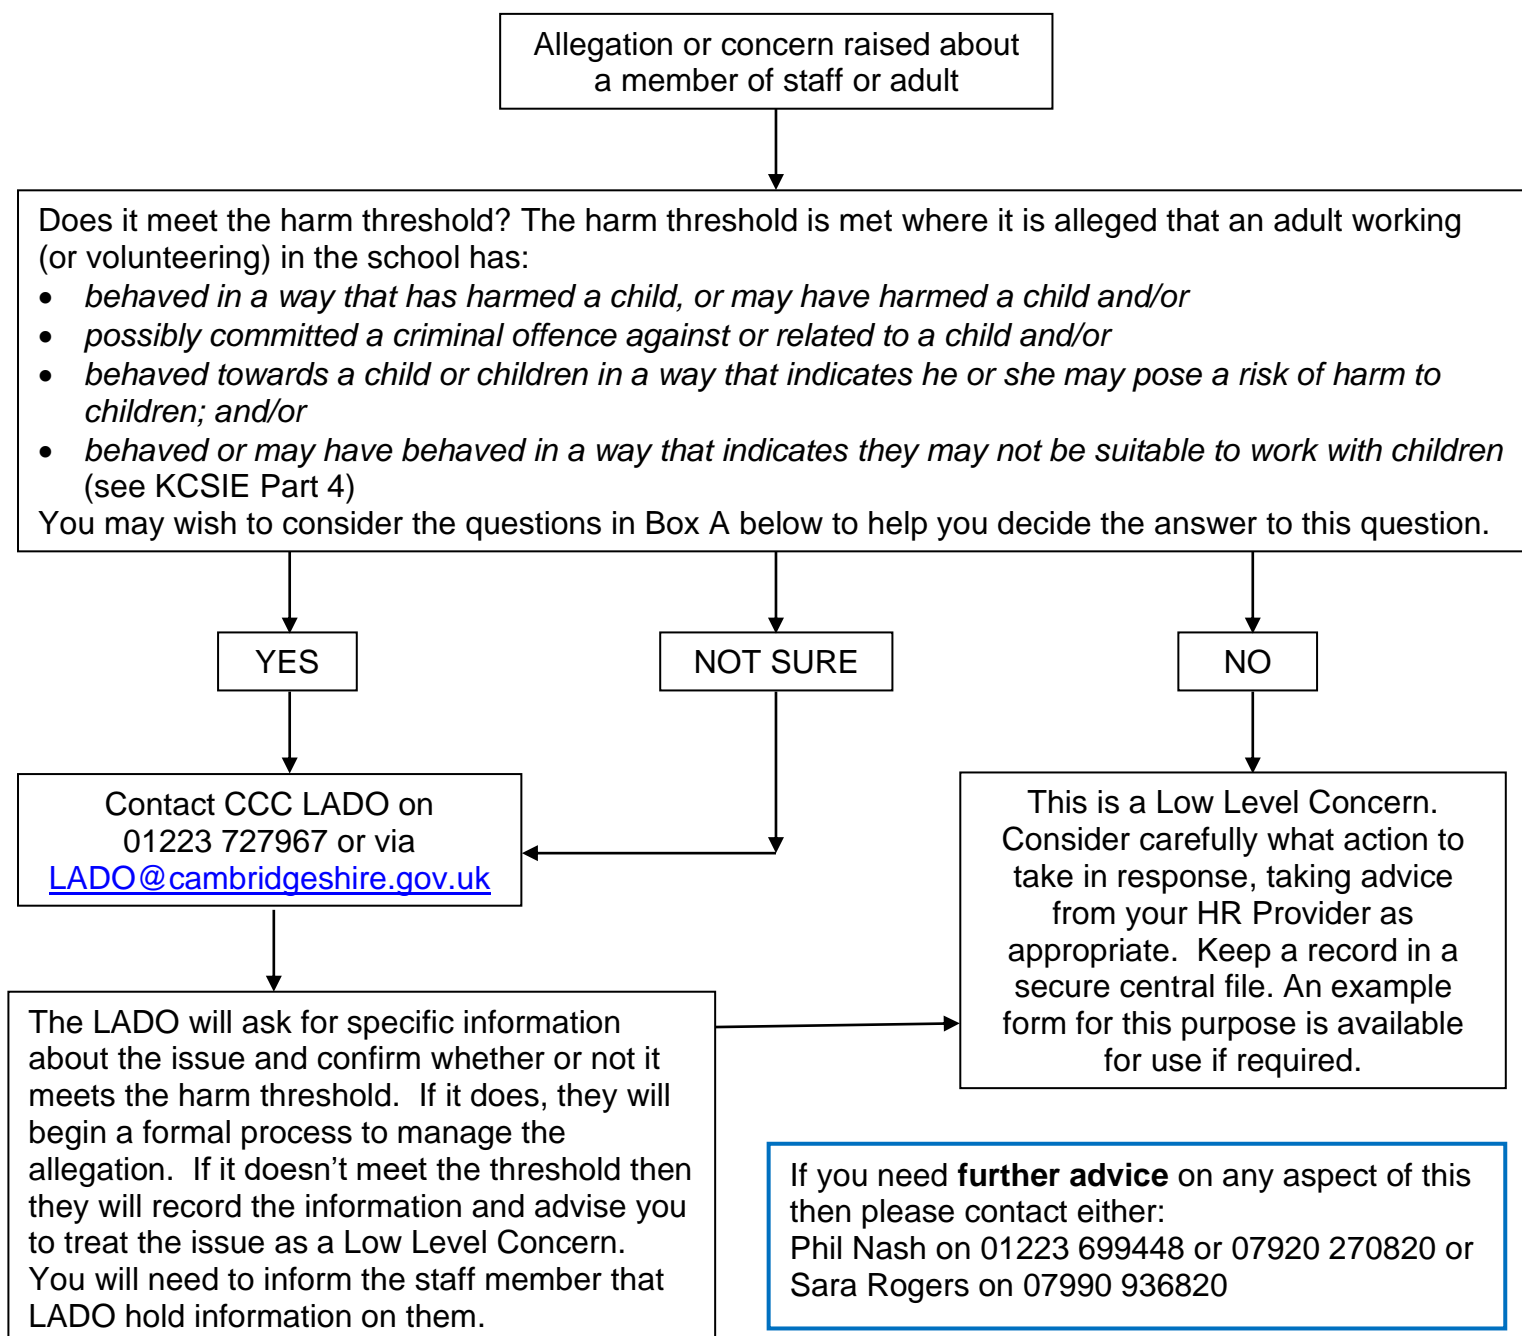 Allegation or concern raised about
a member of staff or adult
Does it meet the harm threshold? The harm threshold is met where it is alleged that an adult working
(or volunteering) in the school has:
• behaved in a way that has harmed a child, or may have harmed a child and/or
• possibly committed a criminal offence against or related to a child and/or
• behaved towards a child or children in a way that indicates he or she may pose a risk of harm to
children; and/or
• behaved or may have behaved in a way that indicates they may not be suitable to work with children
(see KCSIE Part 4)
You may wish to consider the questions in Box A below to help you decide the answer to this question.
YES
NOT SURE
NO
Contact CCC LADO on
01223 727967 or via
LADO@cambridgeshire.gov.uk
This is a Low Level Concern.
Consider carefully what action to
take in response, taking advice
from your HR Provider as
appropriate.  Keep a record in a
secure central file. An example
form for this purpose is available
for use if required.
The LADO will ask for specific information
about the issue and confirm whether or not it
meets the harm threshold.  If it does, they will
begin a formal process to manage the
allegation.  If it doesn’t meet the threshold then
they will record the information and advise you
to treat the issue as a Low Level Concern.
You will need to inform the staff member that
LADO hold information on them.
If you need further advice on any aspect of this
then please contact either:
Phil Nash on 01223 699448 or 07920 270820 or
Sara Rogers on 07990 936820